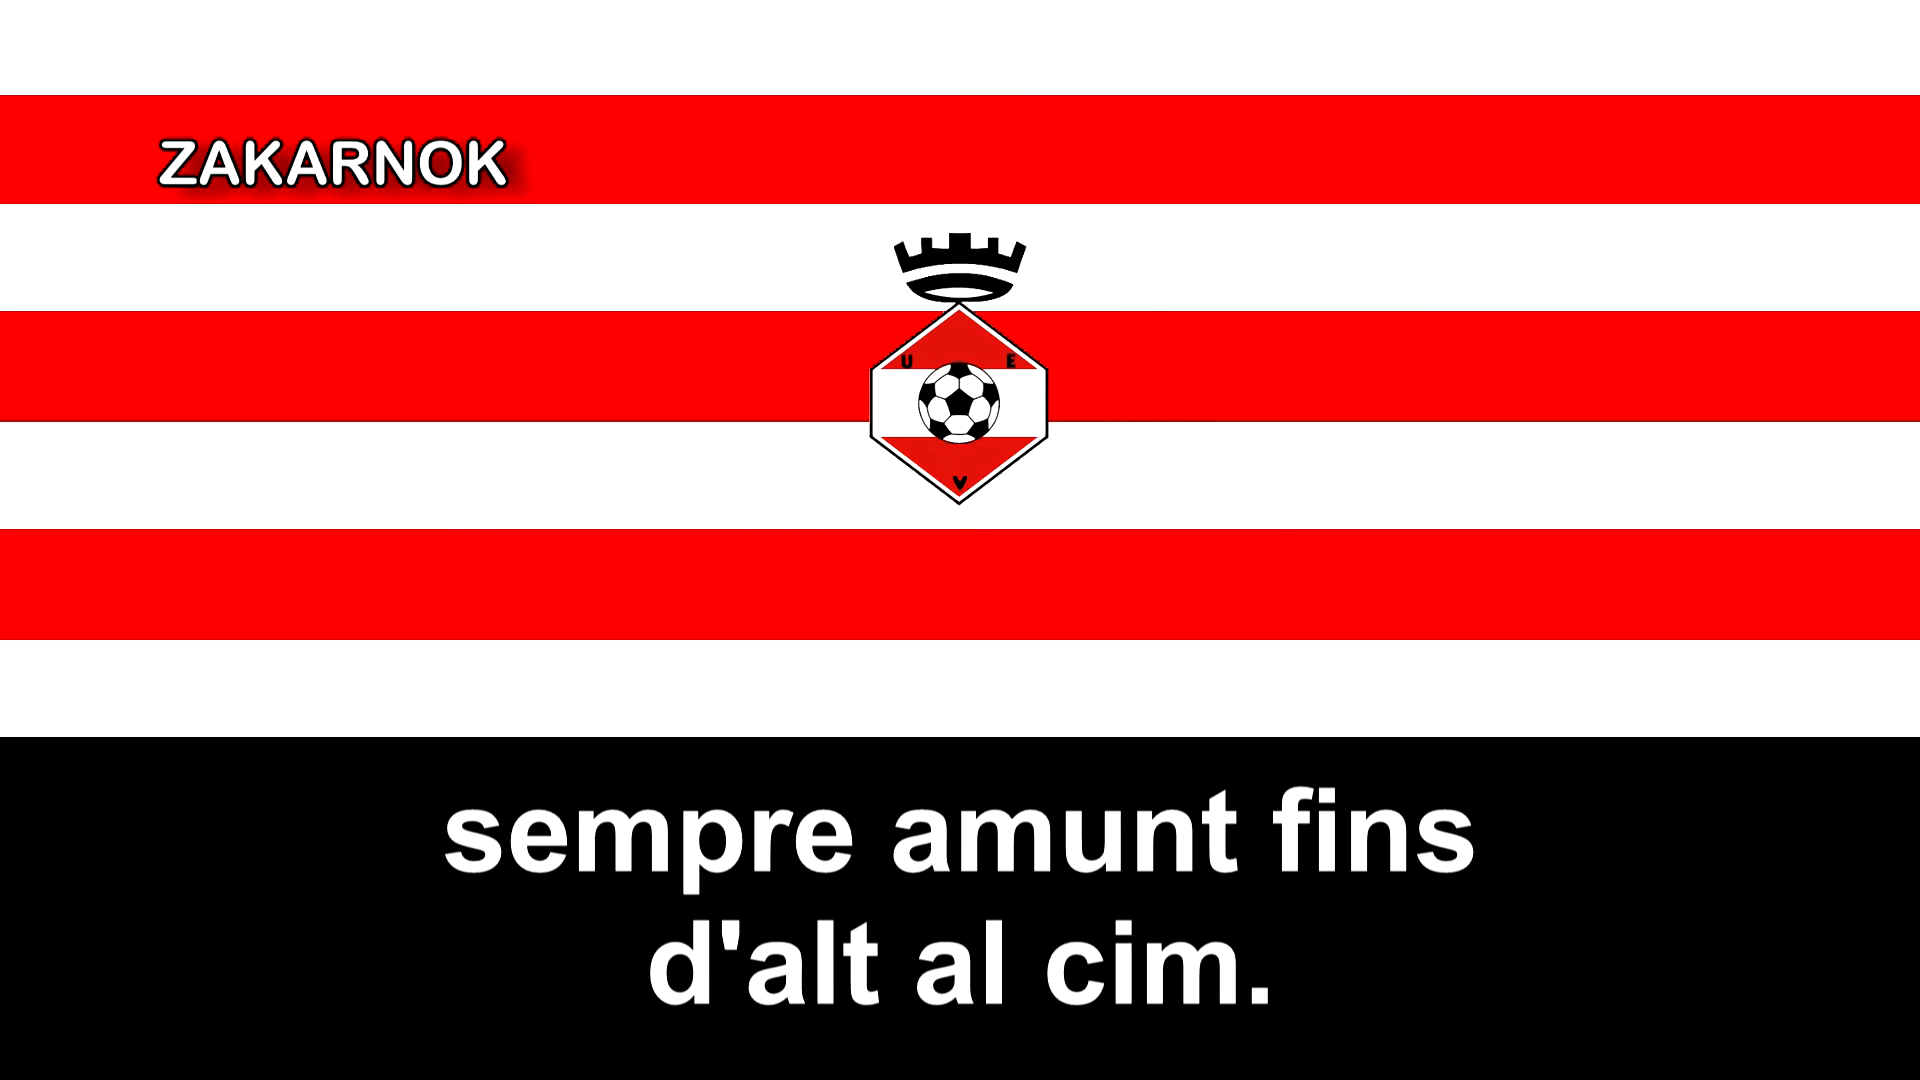 ZAKARNOK
U E
V
sempre amunt fins
d'alt al cim.